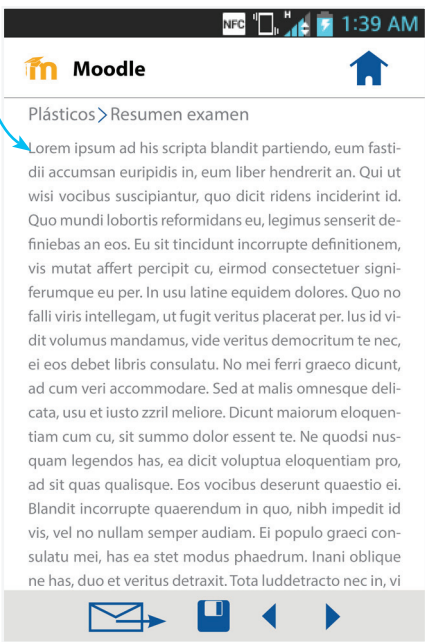 NFC H 1:39 AM
m Moodle
Plásticos>Resumen examen
Lorem ipsum ad his scripta blandit partiendo, eum fasti-
dii accumsan euripidis in, eum liber hendrerit an. Qui ut
wisi vocibus suscipiantur, quo dicit ridens inciderint id.
Quo mundi lobortis reformidans eu, legimus senserit de-
finiebas an eos. Eu sit tincidunt incorrupte definitionem,
vis mutat affert percipit cu, eirmod consectetuer signi-
ferumque eu per. In usu latine equidem dolores. Quo no
falli viris intellegam, ut fugit veritus placerat per. Ius id vi-
dit volumus mandamus, vide veritus democritum te nec,
ei eos debet libris consulatu. No mei ferri graeco dicunt,
ad cum veri accommodare. Sed at malis omnesque deli-
cata, usu et iusto zzril meliore. Dicunt maiorum eloquen-
tiam cum cu, sit summo dolor essent te. Ne quodsi nus-
quam legendos has, ea dicit voluptua eloquentiam pro,
ad sit quas qualisque. Eos vocibus deserunt quaestio ei.
Blandit incorrupte quaerendum in quo, nibh impedit id
vis, vel no nullam semper audiam. Ei populo graeci con-
sulatu mei, has ea stet modus phaedrum. Inani oblique
ne has, duo et veritus detraxit. Tota luddetracto nec in, vi